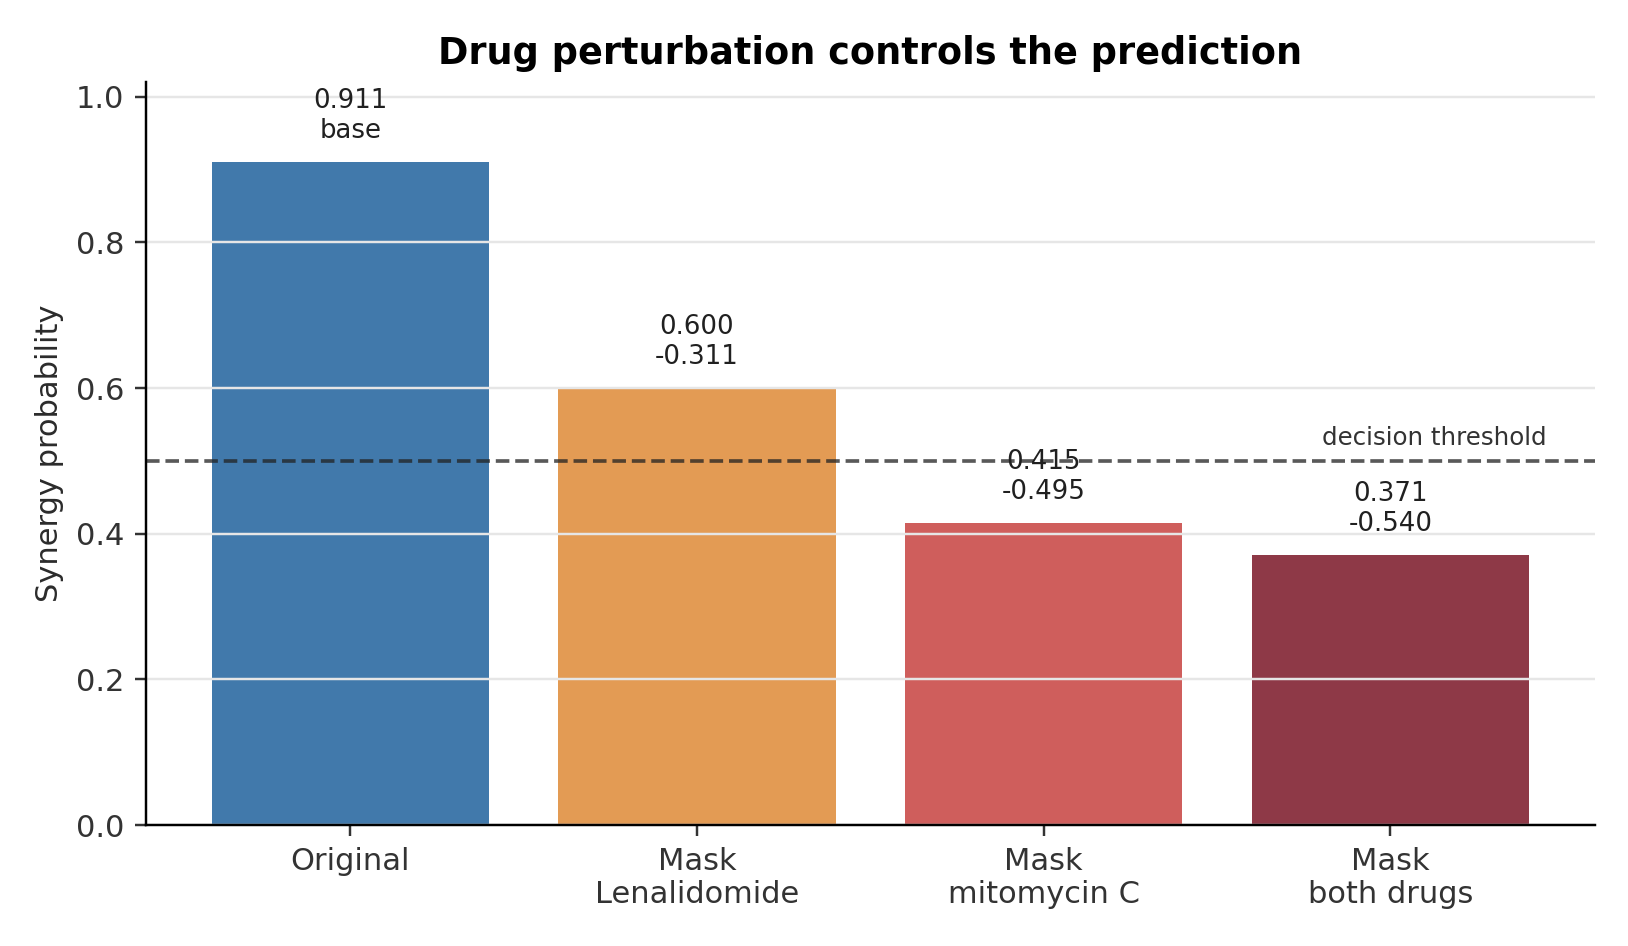 Drug perturbation controls the prediction
Synergy probability
1.0
0.8
0.6
0.4
0.2
0.0
0.911
base
0.600
-0.311
0.415
-0.495
decision threshold
0.371
-0.540
Original
Mask
Lenalidomide
Mask
mitomycin C
Mask
both drugs